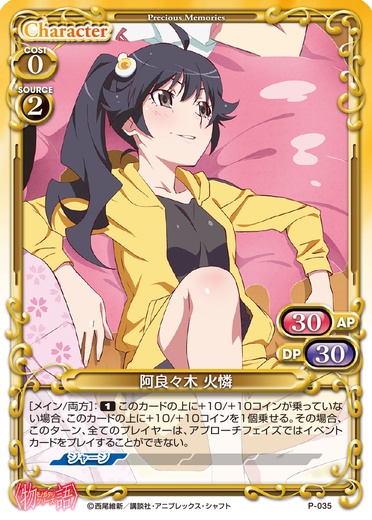 Precious Memories
Character
COST
0
SOURCE
2
30 AP
DP 30
阿良々木 火憐
[メイン/両方]: 1 このカードの上に+10/+10コインが乗っていな
い場合、このカードの上に+10/+10コインを1個乗せる。その場合、
このターン、全てのプレイヤーは、アプローチフェイズではイベント
カードをプレイすることができない。
ジャージ
物語
©西尾維新／講談社・アニプレックス・シャフト
P-035